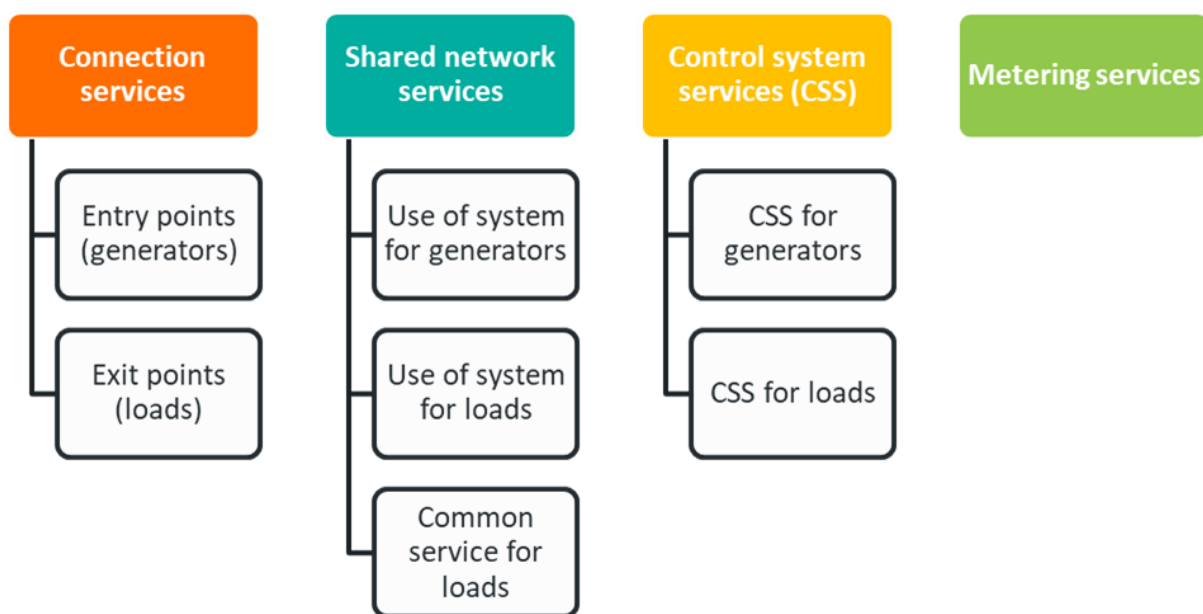 Connection
services
Entry points
(generators)
Exit points
(loads)
Shared network
services
Use of system
for generators
Use of system
for loads
Common
service for
loads
Control system
services (CSS)
CSS for
generators
CSS for loads
Metering services